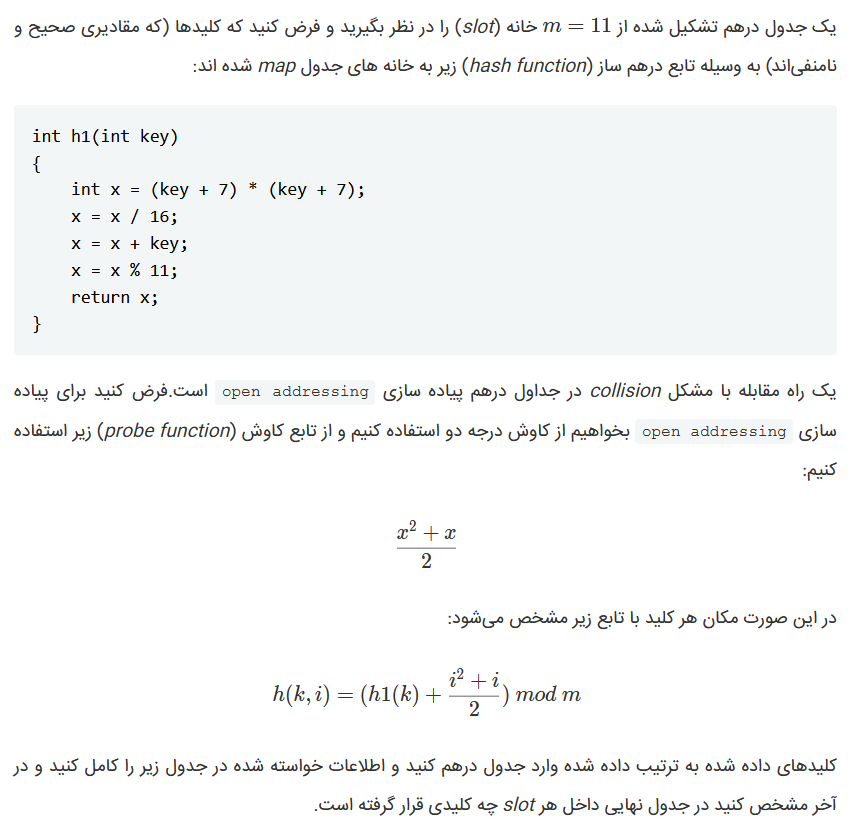 یک جدول درهم تشکیل شده از m = 11 خانه (slot) را در نظر بگیرید و فرض کنید که کلیدها (که مقادیری صحیح و
نامنفی‌اند) به وسیله تابع درهم ساز (hash function) زیر به خانه های جدول map شده اند:
int h1(int key)
{
    int x = (key + 7) * (key + 7);
    x = x / 16;
    x = x + key;
    x = x % 11;
    return x;
}
یک راه مقابله با مشکل collision در جداول درهم پیاده سازی open addressing است.فرض کنید برای پیاده
سازی open addressing بخواهیم از کاوش درجه دو استفاده کنیم و از تابع کاوش (probe function) زیر استفاده
کنیم:
\frac{x^2 + x}{2}
در این صورت مکان هر کلید با تابع زیر مشخص می‌شود:
h(k, i) = (h1(k) + \frac{i^2 + i}{2}) mod m
کلیدهای داده شده به ترتیب داده شده وارد جدول درهم کنید و اطلاعات خواسته شده در جدول زیر را کامل کنید و در
آخر مشخص کنید در جدول نهایی داخل هر slot چه کلیدی قرار گرفته است.